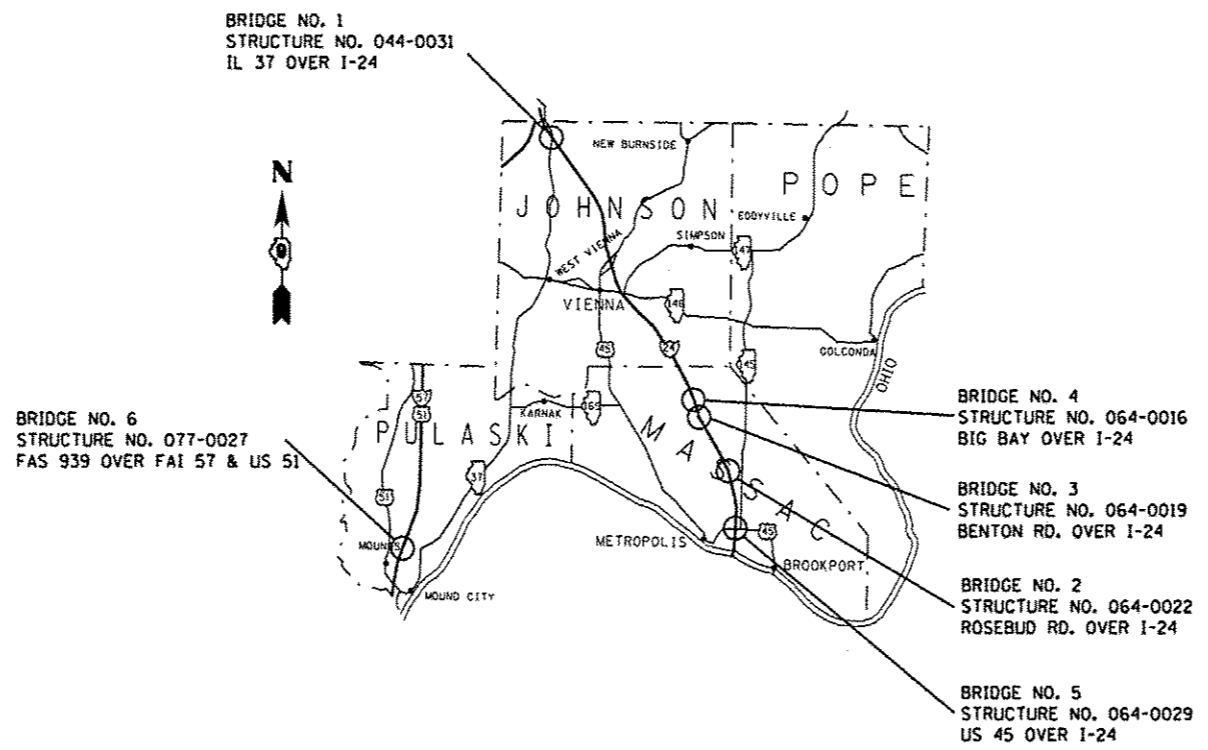 BRIDGE NO. 1
STRUCTURE NO. 044-0031
IL 37 OVER I-24
N
NEW BURNSIDE
POPE
JOHNSON
EDDYVILLE
SIMPSON
147
WEST VIENNA
VIENNA
146
GOLCONDA
45
24
145
OHIO
57
51
KARNAK
169
BRIDGE NO. 4
STRUCTURE NO. 064-0016
BIG BAY OVER I-24
BRIDGE NO. 6
STRUCTURE NO. 077-0027
FAS 939 OVER FAI 57 & US 51
PULASKI
MASSAC
37
51
BRIDGE NO. 3
STRUCTURE NO. 064-0019
BENTON RD. OVER I-24
MOUNDS
METROPOLIS
45
BROOKPORT
MOUND CITY
BRIDGE NO. 2
STRUCTURE NO. 064-0022
ROSEBUD RD. OVER I-24
BRIDGE NO. 5
STRUCTURE NO. 064-0029
US 45 OVER I-24